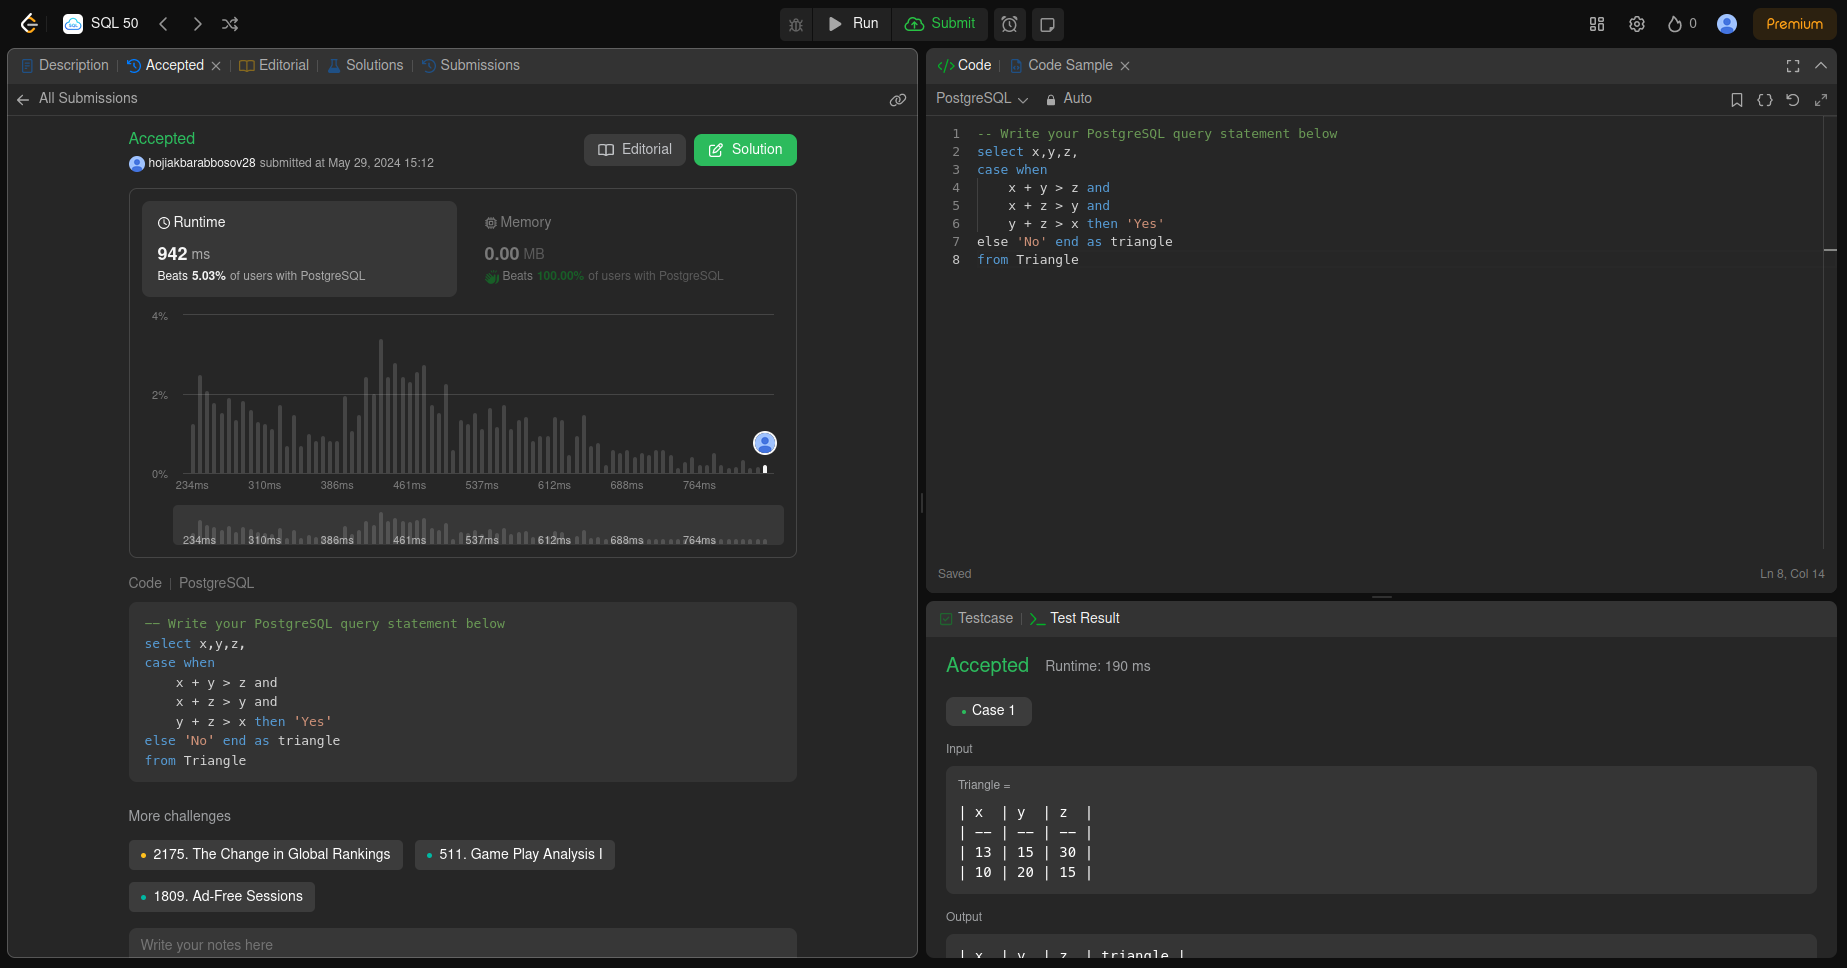 SQL 50
Run
Submit
0
Premium
Description
Accepted
Editorial
Solutions
Submissions
All Submissions
Accepted
hojiakbarabbosov28 submitted at May 29, 2024 15:12
Editorial
Solution
Runtime
942 ms
Beats 5.03% of users with PostgreSQL
Memory
0.00 MB
Beats 100.00% of users with PostgreSQL
4%
2%
0%
234ms 310ms 386ms 461ms 537ms 612ms 688ms 764ms
234ms 310ms 386ms 461ms 537ms 612ms 688ms 764ms
Code | PostgreSQL
-- Write your PostgreSQL query statement below
select x,y,z,
case when
x + y > z and
x + z > y and
y + z > x then 'Yes'
else 'No' end as triangle
from Triangle
More challenges
2175. The Change in Global Rankings
511. Game Play Analysis I
1809. Ad-Free Sessions
Write your notes here
</> Code
Code Sample
PostgreSQL
Auto
1 -- Write your PostgreSQL query statement below
2 select x,y,z,
3 case when
4 x + y > z and
5 x + z > y and
6 y + z > x then 'Yes'
7 else 'No' end as triangle
8 from Triangle
Saved
Ln 8, Col 14
Testcase
Test Result
Accepted Runtime: 190 ms
Case 1
Input
Triangle =
| x | y | z |
| -- | -- | -- |
| 13 | 15 | 30 |
| 10 | 20 | 15 |
Output
| x | y | z | triangle |